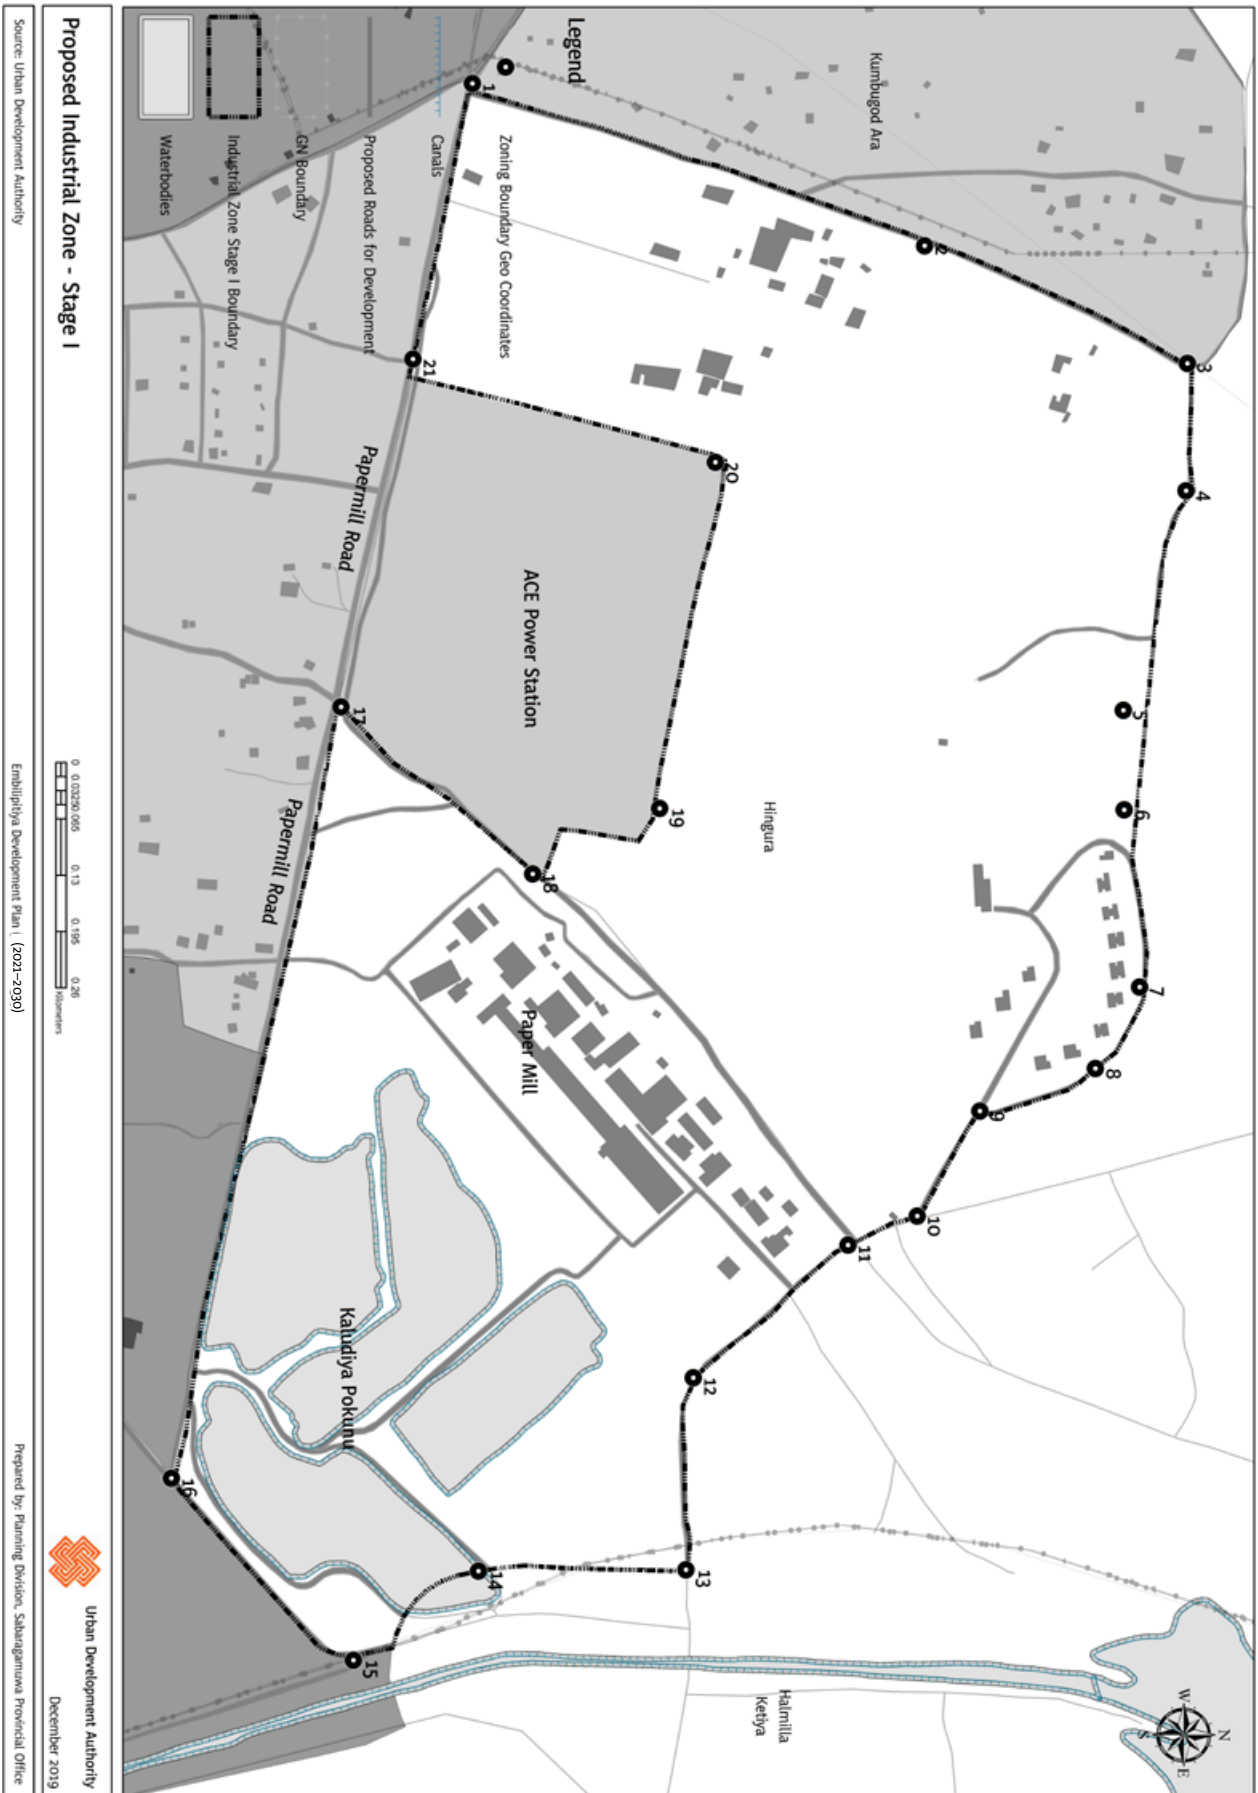 Kumbugod Ara
1
2
3
4
5
6
7
8
9
10
11
12
13
14
15
16
17
18
19
20
21
Hingura
ACE Power Station
Paper Mill
Papermill Road
Papermill Road
Kaludiya Pokunu
Halmilla
Ketiya
N
W
E
S
Legend
Zoning Boundary Geo Coordinates
Canals
Proposed Roads for Development
GN Boundary
Industrial Zone Stage I Boundary
Waterbodies
Proposed Industrial Zone - Stage I
0 0.03250.065 0.13 0.195 0.26
Kilometers
Urban Development Authority
December 2019
Source: Urban Development Authority
Embilipitiya Development Plan ( (2021-2030)
Prepared by: Planning Division, Sabaragamuwa Provincial Office